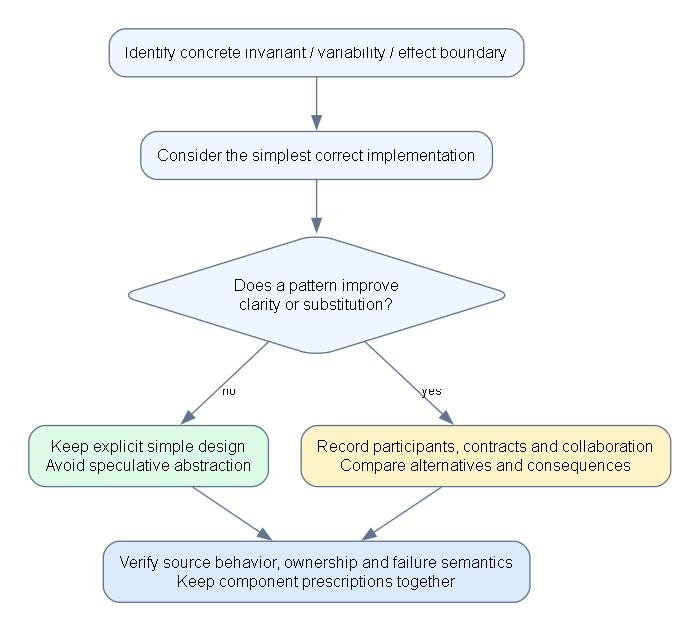 Identify concrete invariant / variability / effect boundary
Consider the simplest correct implementation
Does a pattern improve
clarity or substitution?
no
yes
Keep explicit simple design
Avoid speculative abstraction
Record participants, contracts and collaboration
Compare alternatives and consequences
Verify source behavior, ownership and failure semantics
Keep component prescriptions together